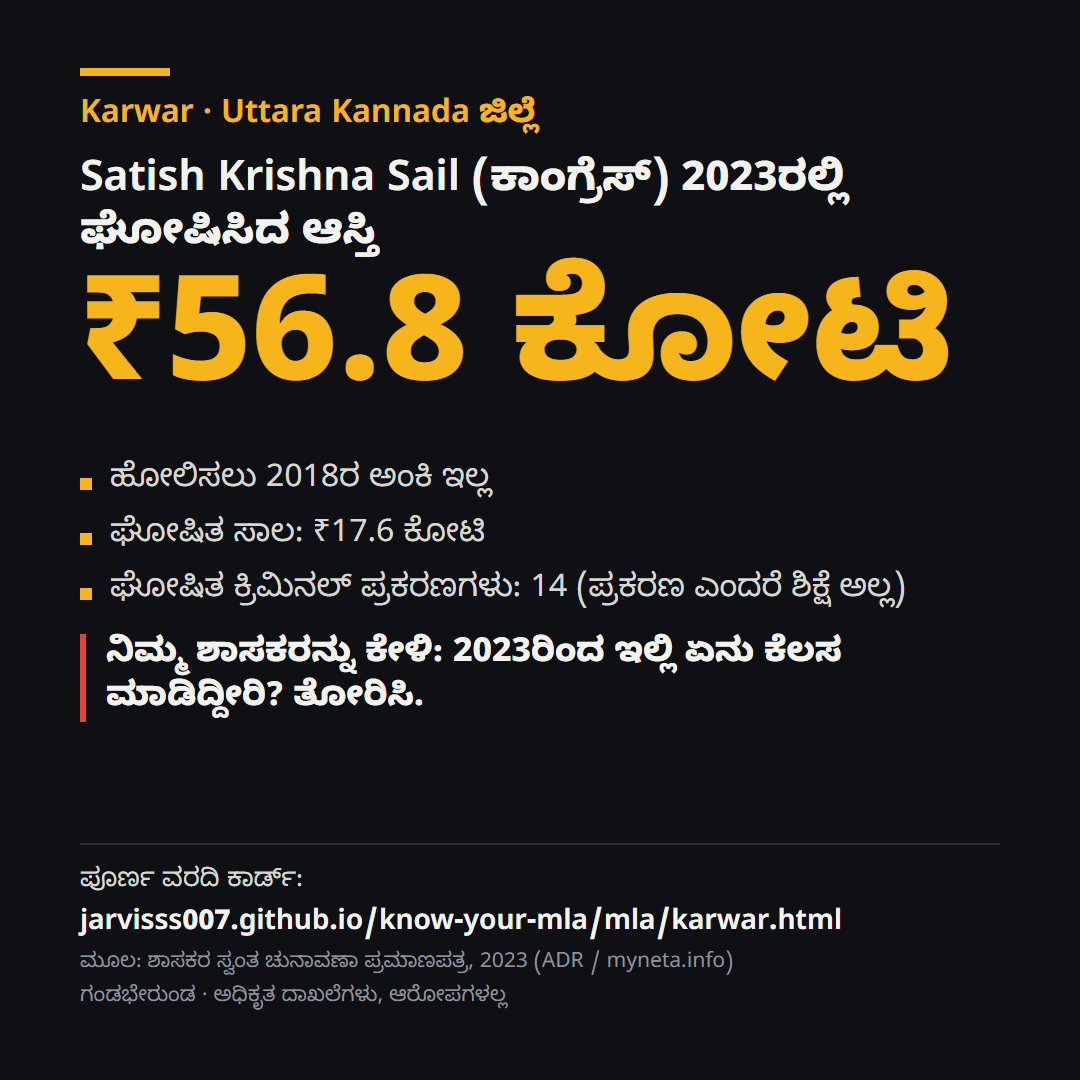 Karwar · Uttara Kannada ಜಿಲ್ಲೆ
Satish Krishna Sail (ಕಾಂಗ್ರೆಸ್) 2023ರಲ್ಲಿ
ಘೋಷಿಸಿದ ಆಸ್ತಿ
₹56.8 ಕೋಟಿ
ಹೋಲಿಸಲು 2018ರ ಅಂಕಿ ಇಲ್ಲ
ಘೋಷಿತ ಸಾಲ: ₹17.6 ಕೋಟಿ
ಘೋಷಿತ ಕ್ರಿಮಿನಲ್ ಪ್ರಕರಣಗಳು: 14 (ಪ್ರಕರಣ ಎಂದರೆ ಶಿಕ್ಷೆ ಅಲ್ಲ)
ನಿಮ್ಮ ಶಾಸಕರನ್ನು ಕೇಳಿ: 2023ರಿಂದ ಇಲ್ಲಿ ಏನು ಕೆಲಸ
ಮಾಡಿದ್ದೀರಿ? ತೋರಿಸಿ.
ಪೂರ್ಣ ವರದಿ ಕಾರ್ಡ್:
jarvisss007.github.io/know-your-mla/mla/karwar.html
ಮೂಲ: ಶಾಸಕರ ಸ್ವಂತ ಚುನಾವಣಾ ಪ್ರಮಾಣಪತ್ರ, 2023 (ADR / myneta.info)
ಗಂಡಭೇರುಂಡ · ಅಧಿಕೃತ ದಾಖಲೆಗಳು, ಆರೋಪಗಳಲ್ಲ